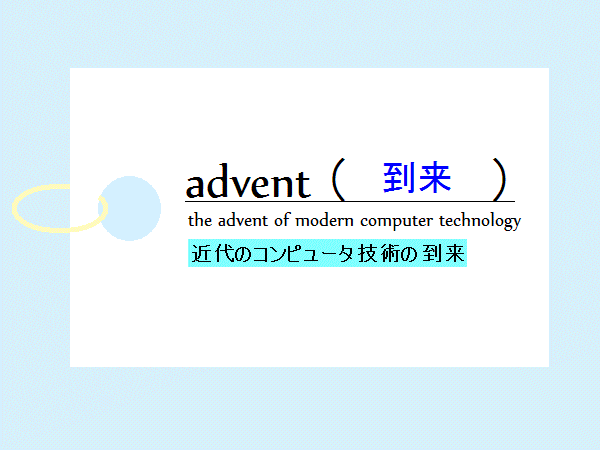 advent ( 到来 )
the advent of modern computer technology
近代のコンピュータ技術の到来